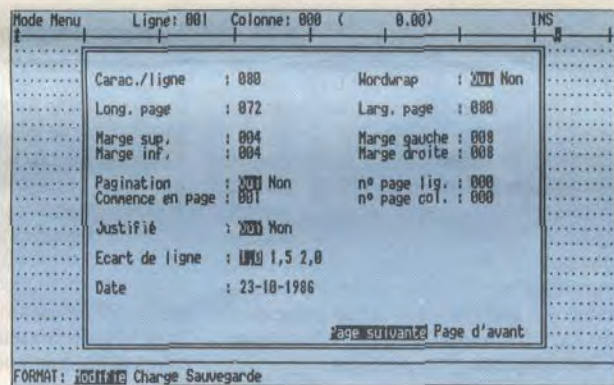 Mode Menu Ligne: 001 Colonne: 000 ( 0.00) INS
Carac./ligne : 080 Wordwrap : Oui Non
Long. page : 072 Larg. page : 080
Marge sup. : 004 Marge gauche : 008
Marge inf. : 004 Marge droite : 008
Pagination : Oui Non nº page lig. : 000
Commence en page : 001 nº page col. : 000
Justifié : Oui Non
Ecart de ligne : 1,0 1,5 2,0
Date : 23-10-1986
Page suivante Page d'avant
FORMAT: Modifie Charge Sauvegarde